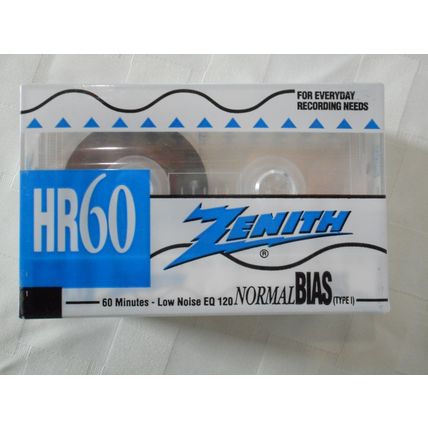 FOR EVERYDAY
RECORDING NEEDS
HR60
ZENITH
®
60 Minutes - Low Noise EQ 120 NORMAL BIAS (TYPE I)